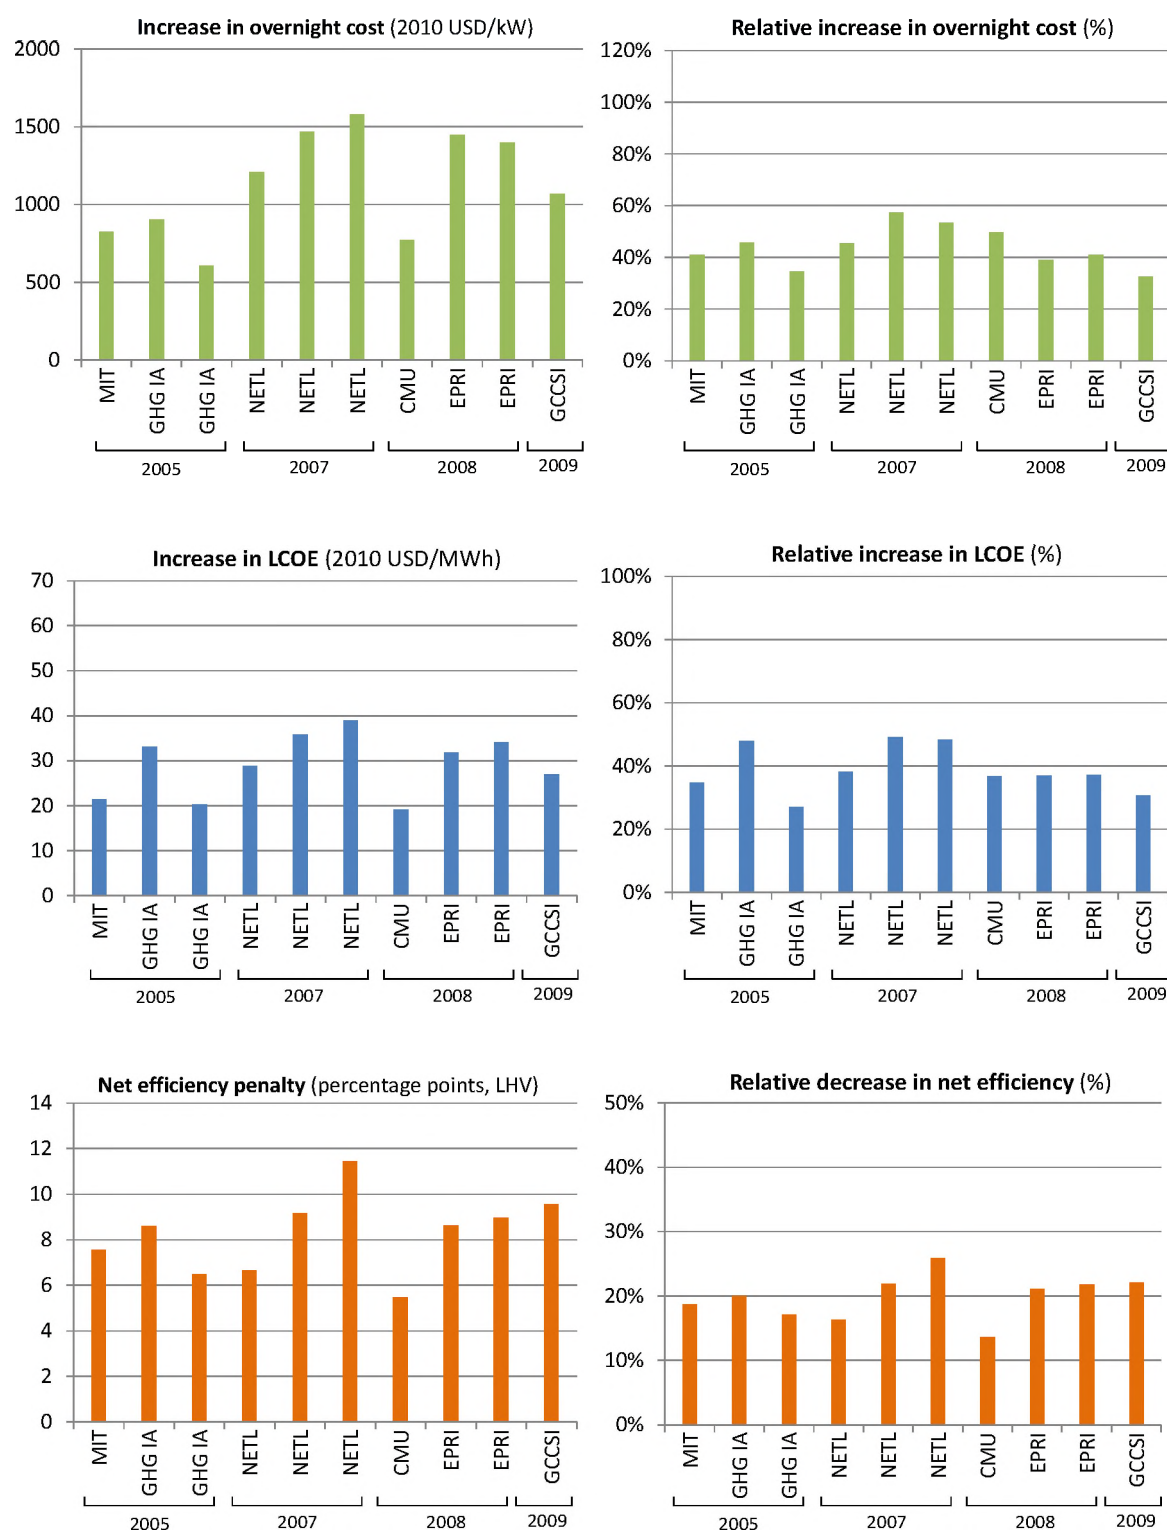 Increase in overnight cost (2010 USD/kW)
2000
1500
1000
500
0
MIT
GHG IA
GHG IA
NETL
NETL
NETL
CMU
EPRI
EPRI
GCCSI
2005
2007
2008
2009
Relative increase in overnight cost (%)
120%
100%
80%
60%
40%
20%
0%
MIT
GHG IA
GHG IA
NETL
NETL
NETL
CMU
EPRI
EPRI
GCCSI
2005
2007
2008
2009
Increase in LCOE (2010 USD/MWh)
70
60
50
40
30
20
10
0
MIT
GHG IA
GHG IA
NETL
NETL
NETL
CMU
EPRI
EPRI
GCCSI
2005
2007
2008
2009
Relative increase in LCOE (%)
100%
80%
60%
40%
20%
0%
MIT
GHG IA
GHG IA
NETL
NETL
NETL
CMU
EPRI
EPRI
GCCSI
2005
2007
2008
2009
Net efficiency penalty (percentage points, LHV)
14
12
10
8
6
4
2
0
MIT
GHG IA
GHG IA
NETL
NETL
NETL
CMU
EPRI
EPRI
GCCSI
2005
2007
2008
2009
Relative decrease in net efficiency (%)
50%
40%
30%
20%
10%
0%
MIT
GHG IA
GHG IA
NETL
NETL
NETL
CMU
EPRI
EPRI
GCCSI
2005
2007
2008
2009